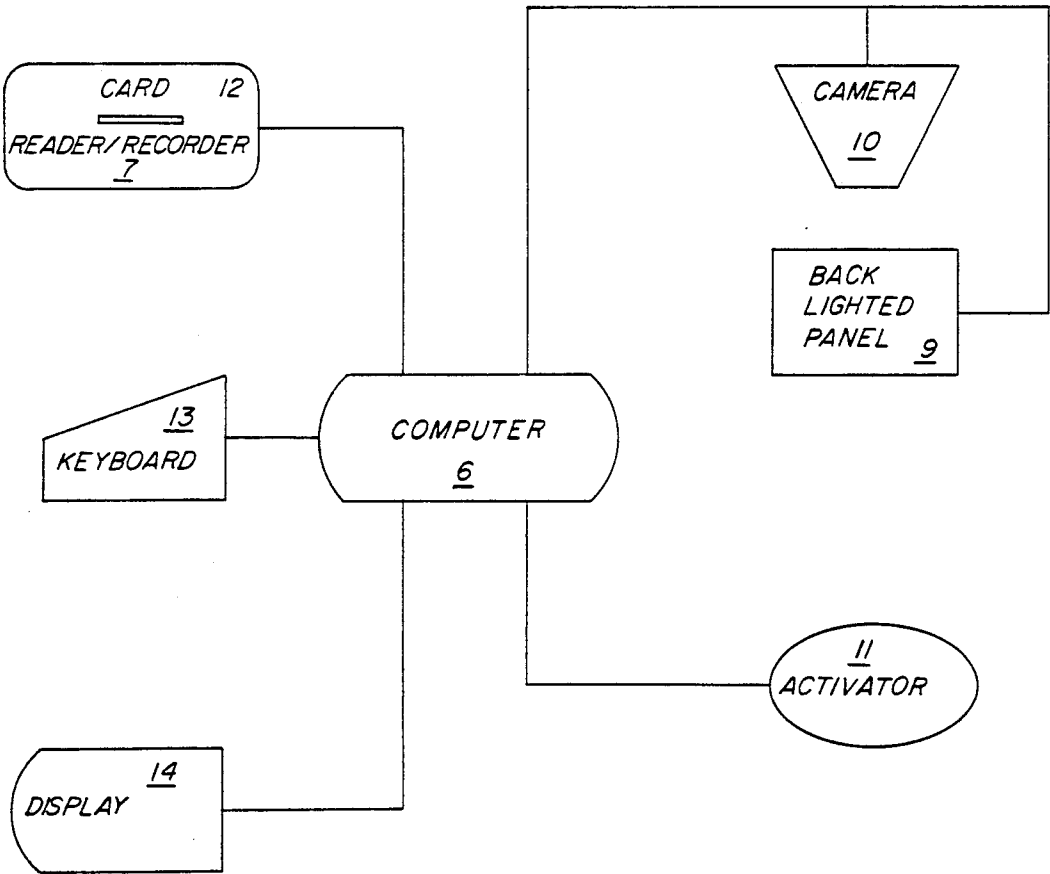 CARD 12
READER/RECORDER
7
CAMERA
10
BACK
LIGHTED
PANEL 9
13
KEYBOARD
COMPUTER
6
11
ACTIVATOR
14
DISPLAY